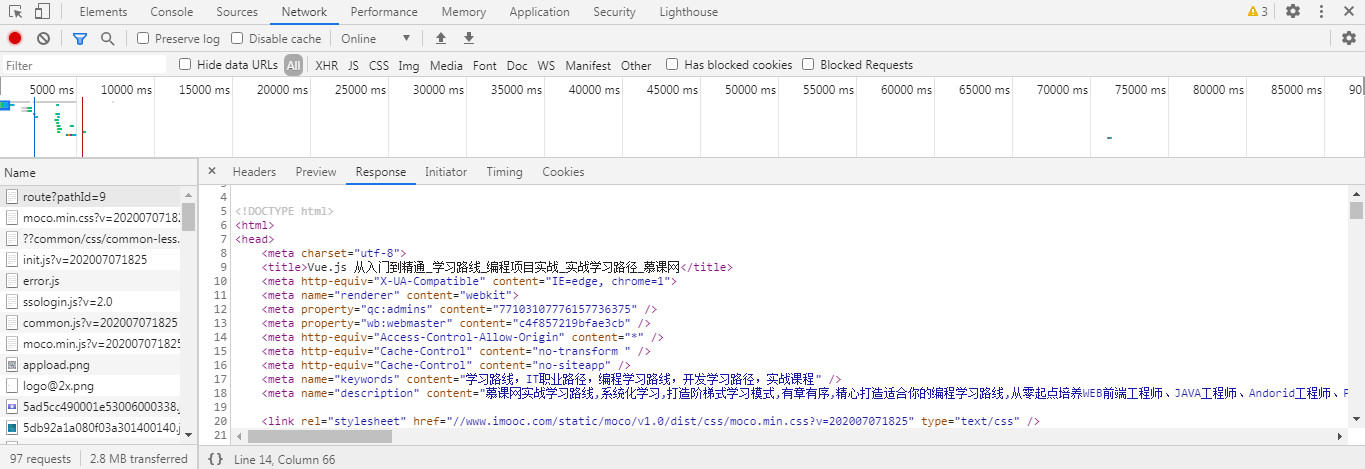 Elements Console Sources Network Performance Memory Application Security Lighthouse 3
Preserve log Disable cache Online
Filter Hide data URLs All XHR JS CSS Img Media Font Doc WS Manifest Other Has blocked cookies Blocked Requests
5000 ms 10000 ms 15000 ms 20000 ms 25000 ms 30000 ms 35000 ms 40000 ms 45000 ms 50000 ms 55000 ms 60000 ms 65000 ms 70000 ms 75000 ms 80000 ms 85000 ms 90
Name
route?pathId=9
moco.min.css?v=2020070718
??common/css/common-less.
init.js?v=202007071825
error.js
ssologin.js?v=2.0
common.js?v=202007071825
moco.min.js?v=202007071825
appload.png
logo@2x.png
5ad5cc490001e53006000338.j
5db92a1a080f03a301400140.j
97 requests 2.8 MB transferred
Headers Preview Response Initiator Timing Cookies
4
5 <!DOCTYPE html>
6 <html>
7 <head>
8 <meta charset="utf-8">
9 <title>Vue.js 从入门到精通_学习路线_编程项目实战_实战学习路径_慕课网</title>
10 <meta http-equiv="X-UA-Compatible" content="IE=edge, chrome=1">
11 <meta name="renderer" content="webkit">
12 <meta property="qc:admins" content="77103107776157736375" />
13 <meta property="wb:webmaster" content="c4f857219bfae3cb" />
14 <meta http-equiv="Access-Control-Allow-Origin" content="*" />
15 <meta http-equiv="Cache-Control" content="no-transform " />
16 <meta http-equiv="Cache-Control" content="no-siteapp" />
17 <meta name="keywords" content="学习路线，IT职业路径，编程学习路线，开发学习路径，实战课程" />
18 <meta name="description" content="慕课网实战学习路线,系统化学习,打造阶梯式学习模式,有章有序,精心打造适合你的编程学习路线,从零起点培养WEB前端工程师、JAVA工程师、Andorid工程师、P
19
20 <link rel="stylesheet" href="//www.imooc.com/static/moco/v1.0/dist/css/moco.min.css?v=202007071825" type="text/css" />
21
{} Line 14, Column 66